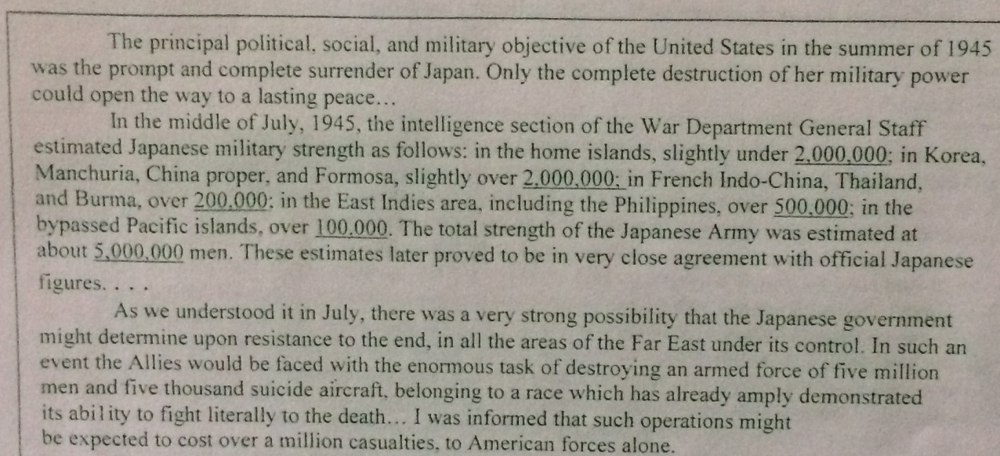 The principal political, social, and military objective of the United States in the summer of 1945
was the prompt and complete surrender of Japan. Only the complete destruction of her military power
could open the way to a lasting peace…
In the middle of July, 1945, the intelligence section of the War Department General Staff
estimated Japanese military strength as follows: in the home islands, slightly under 2,000,000; in Korea,
Manchuria, China proper, and Formosa, slightly over 2,000,000; in French Indo-China, Thailand,
and Burma, over 200,000; in the East Indies area, including the Philippines, over 500,000; in the
bypassed Pacific islands, over 100,000. The total strength of the Japanese Army was estimated at
about 5,000,000 men. These estimates later proved to be in very close agreement with official Japanese
figures. . . .
As we understood it in July, there was a very strong possibility that the Japanese government
might determine upon resistance to the end, in all the areas of the Far East under its control. In such an
event the Allies would be faced with the enormous task of destroying an armed force of five million
men and five thousand suicide aircraft, belonging to a race which has already amply demonstrated
its ability to fight literally to the death… I was informed that such operations might
be expected to cost over a million casualties, to American forces alone.